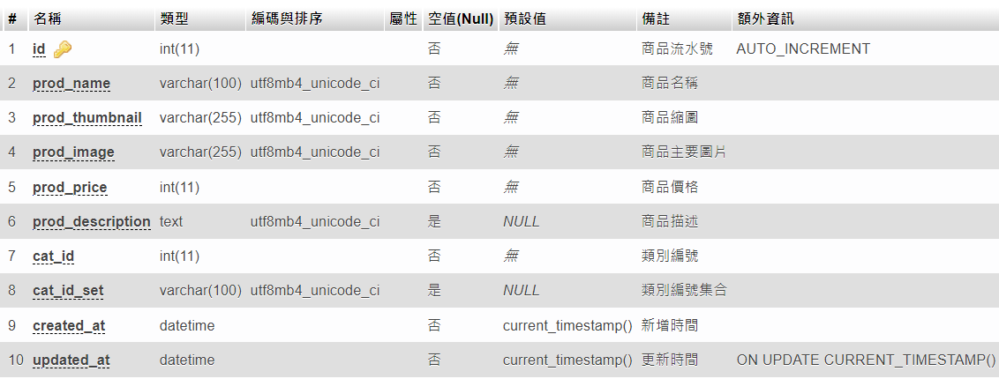 # 名稱 類型 編碼與排序 屬性 空值(Null) 預設值 備註 額外資訊
1 id int(11) 否 無 商品流水號 AUTO_INCREMENT
2 prod_name varchar(100) utf8mb4_unicode_ci 否 無 商品名稱
3 prod_thumbnail varchar(255) utf8mb4_unicode_ci 否 無 商品縮圖
4 prod_image varchar(255) utf8mb4_unicode_ci 否 無 商品主要圖片
5 prod_price int(11) 否 無 商品價格
6 prod_description text utf8mb4_unicode_ci 是 NULL 商品描述
7 cat_id int(11) 否 無 類別編號
8 cat_id_set varchar(100) utf8mb4_unicode_ci 是 NULL 類別編號集合
9 created_at datetime 否 current_timestamp() 新增時間
10 updated_at datetime 否 current_timestamp() 更新時間 ON UPDATE CURRENT_TIMESTAMP()